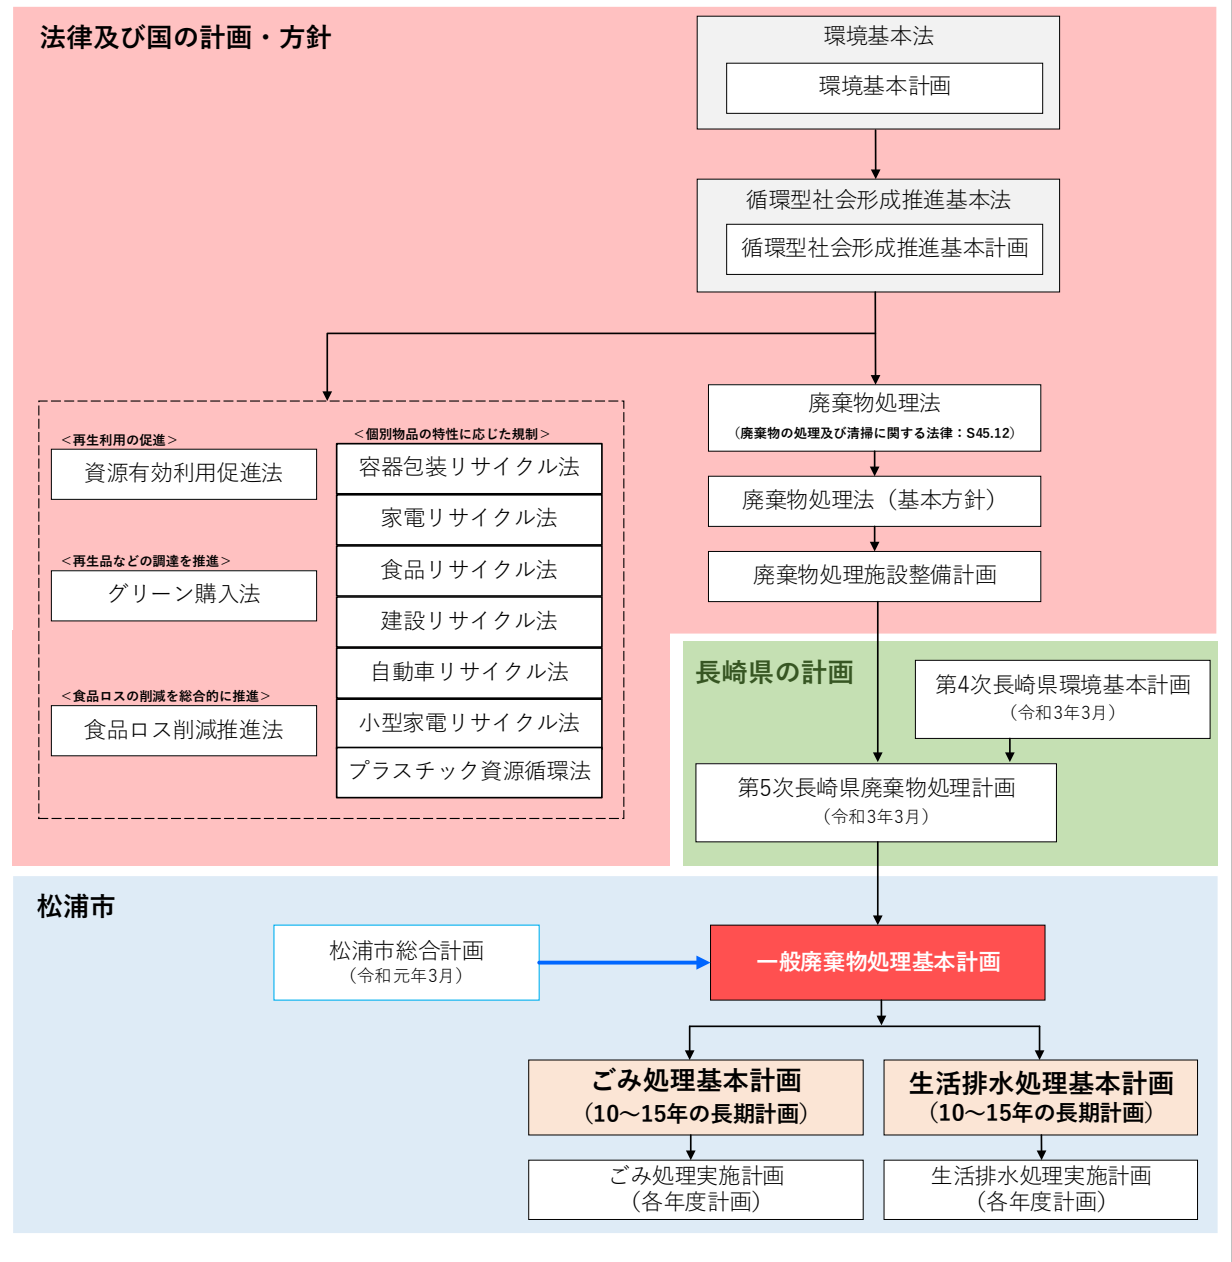 法律及び国の計画・方針
環境基本法
環境基本計画
循環型社会形成推進基本法
循環型社会形成推進基本計画
廃棄物処理法
（廃棄物の処理及び清掃に関する法律：S45.12）
廃棄物処理法（基本方針）
廃棄物処理施設整備計画
＜再生利用の促進＞
資源有効利用促進法
＜再生品などの調達を推進＞
グリーン購入法
＜食品ロスの削減を総合的に推進＞
食品ロス削減推進法
＜個別物品の特性に応じた規制＞
容器包装リサイクル法
家電リサイクル法
食品リサイクル法
建設リサイクル法
自動車リサイクル法
小型家電リサイクル法
プラスチック資源循環法
長崎県の計画
第4次長崎県環境基本計画
（令和3年3月）
第5次長崎県廃棄物処理計画
（令和3年3月）
松浦市
松浦市総合計画
（令和元年3月）
一般廃棄物処理基本計画
ごみ処理基本計画
（10～15年の長期計画）
生活排水処理基本計画
（10～15年の長期計画）
ごみ処理実施計画
（各年度計画）
生活排水処理実施計画
（各年度計画）